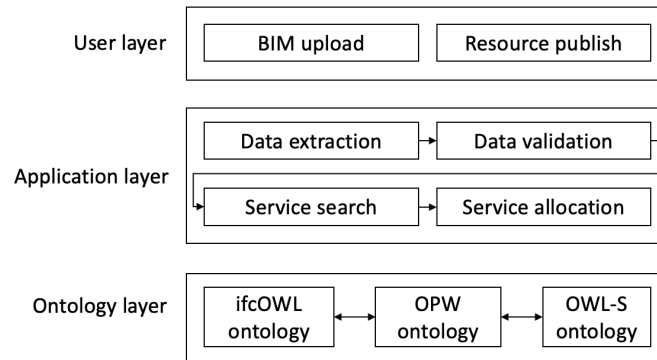 User layer
BIM upload
Resource publish
Application layer
Data extraction
Data validation
Service search
Service allocation
Ontology layer
ifcOWL
ontology
OPW
ontology
OWL-S
ontology